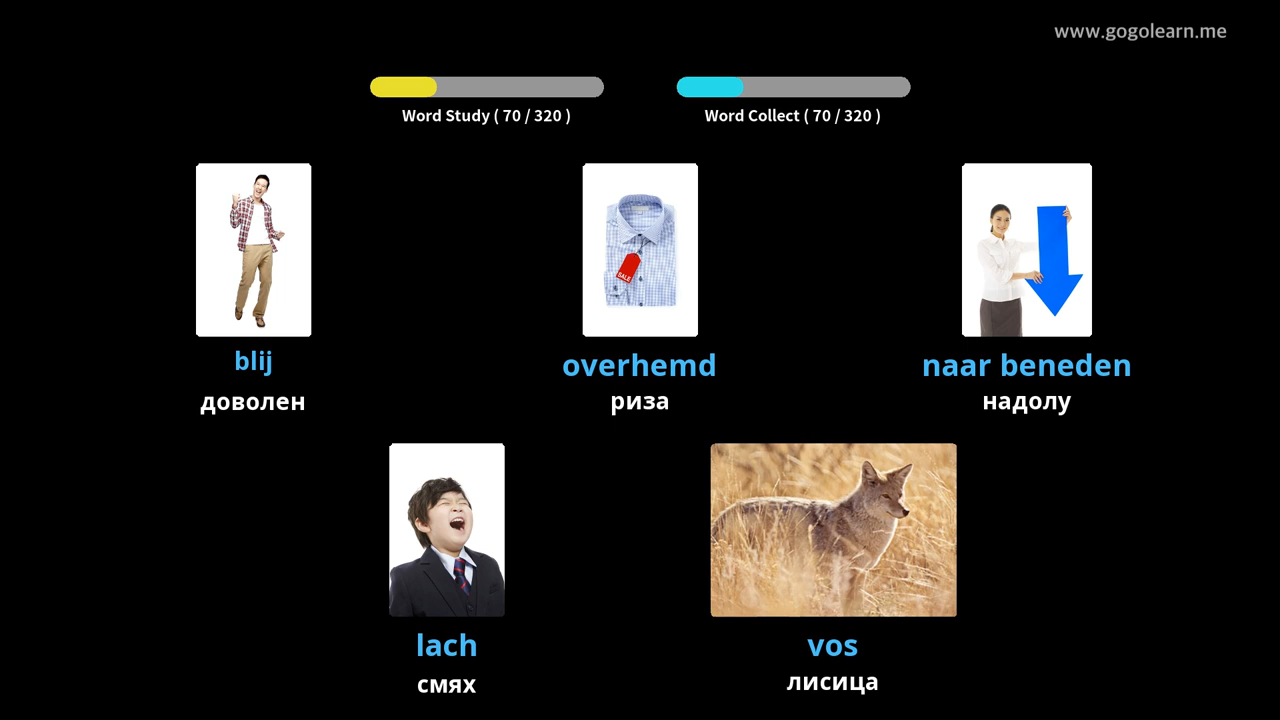 www.gogolearn.me
Word Study ( 70 / 320 )
Word Collect ( 70 / 320 )
SALE
blij
overhemd
naar beneden
доволен
риза
надолу
lach
vos
смях
лисица